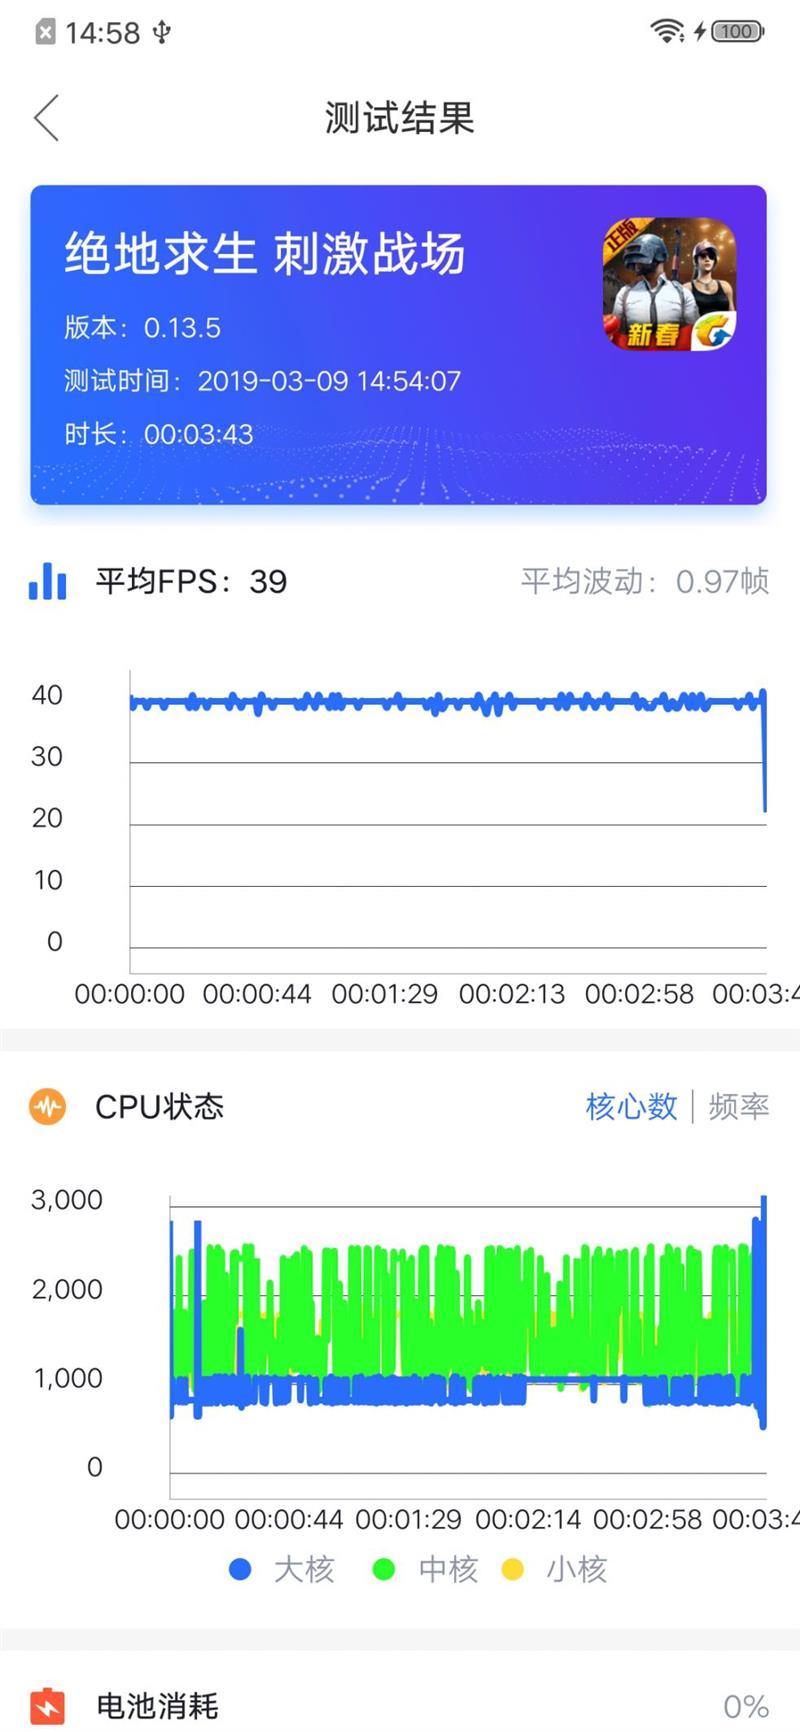 14:58
100
测试结果
绝地求生 刺激战场
正版
新春
版本：0.13.5
测试时间：2019-03-09 14:54:07
时长：00:03:43
平均FPS：39
平均波动：0.97帧
40
30
20
10
0
00:00:00 00:00:44 00:01:29 00:02:13 00:02:58 00:03:4
CPU状态
核心数 | 频率
3,000
2,000
1,000
0
00:00:00 00:00:44 00:01:29 00:02:14 00:02:58 00:03:4
大核 中核 小核
电池消耗
0%